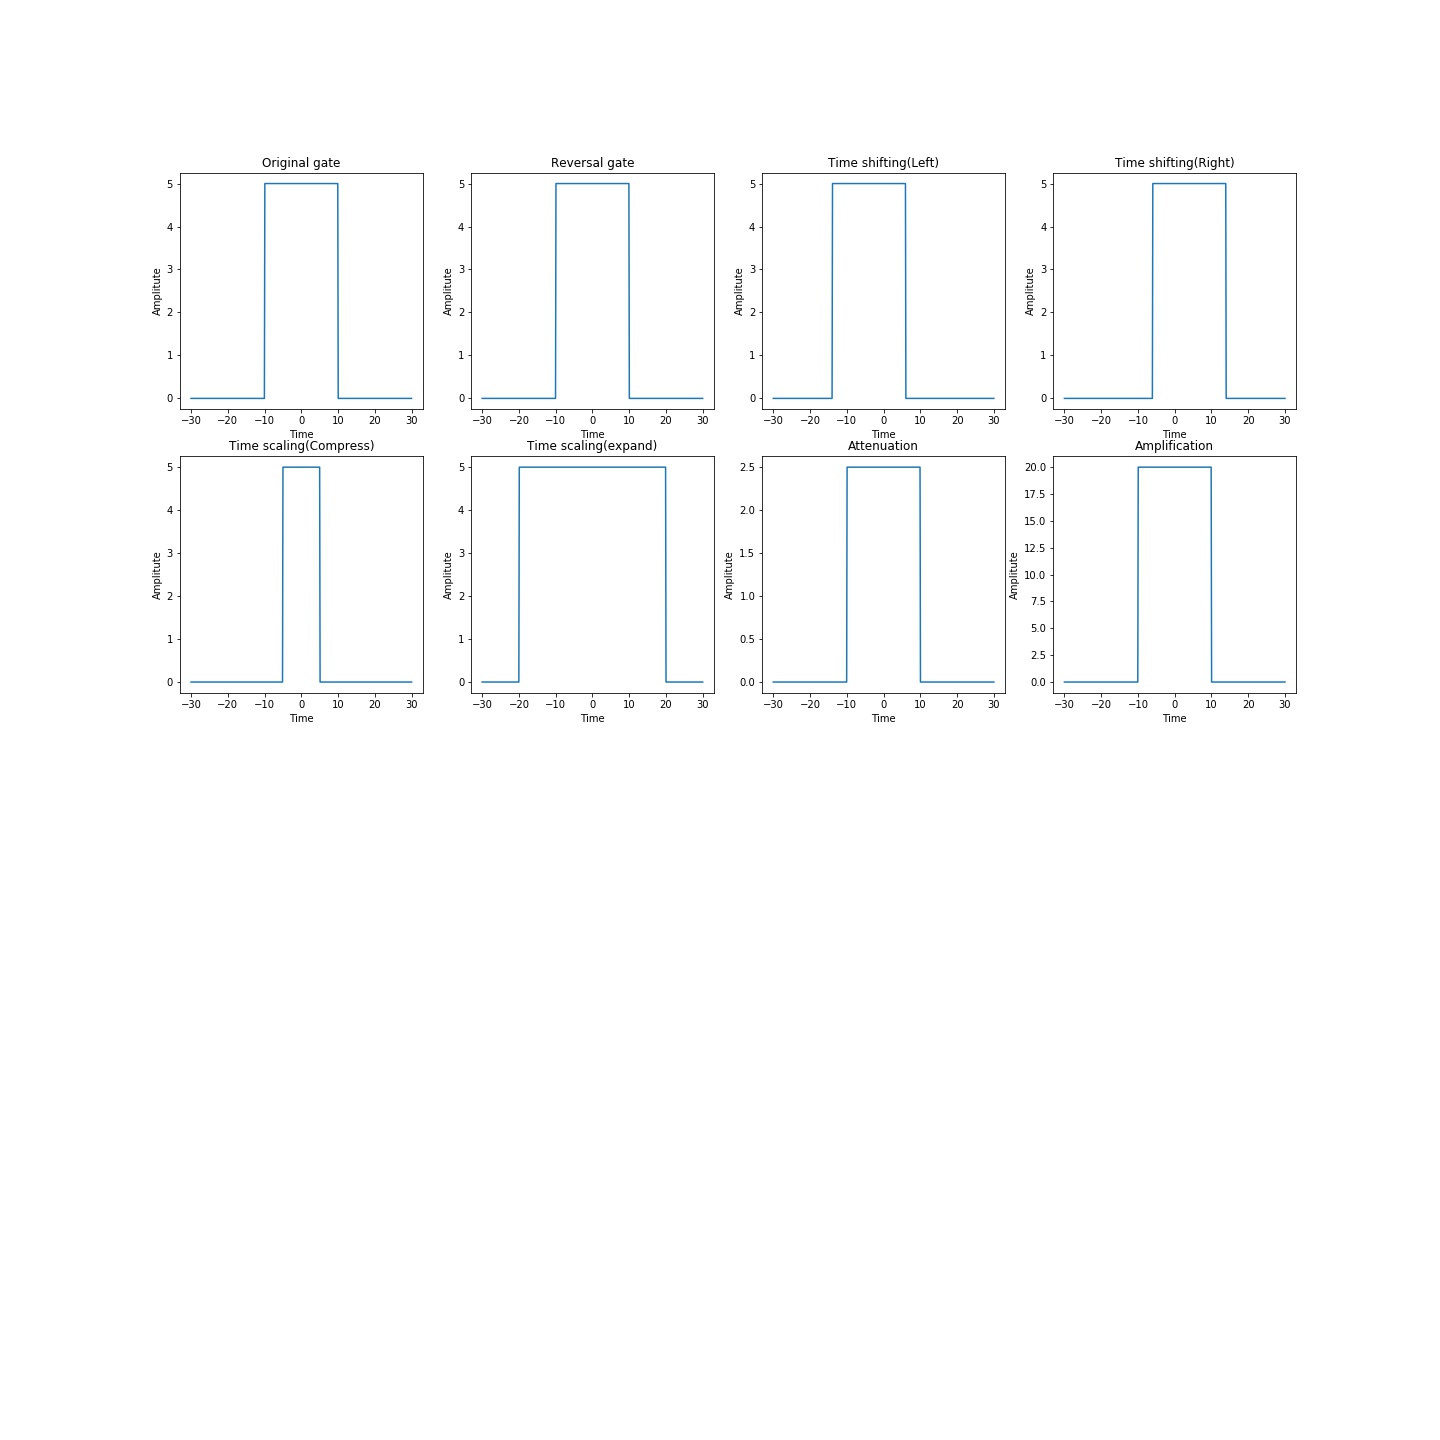 Original gate
Reversal gate
Time shifting(Left)
Time shifting(Right)
Amplitute
5
4
3
2
1
0
−30 −20 −10 0 10 20 30
Time
Amplitute
5
4
3
2
1
0
−30 −20 −10 0 10 20 30
Time
Amplitute
5
4
3
2
1
0
−30 −20 −10 0 10 20 30
Time
Amplitute
5
4
3
2
1
0
−30 −20 −10 0 10 20 30
Time
Time scaling(Compress)
Time scaling(expand)
Attenuation
Amplification
Amplitute
5
4
3
2
1
0
−30 −20 −10 0 10 20 30
Time
Amplitute
5
4
3
2
1
0
−30 −20 −10 0 10 20 30
Time
Amplitute
2.5
2.0
1.5
1.0
0.5
0.0
−30 −20 −10 0 10 20 30
Time
Amplitute
20.0
17.5
15.0
12.5
10.0
7.5
5.0
2.5
0.0
−30 −20 −10 0 10 20 30
Time